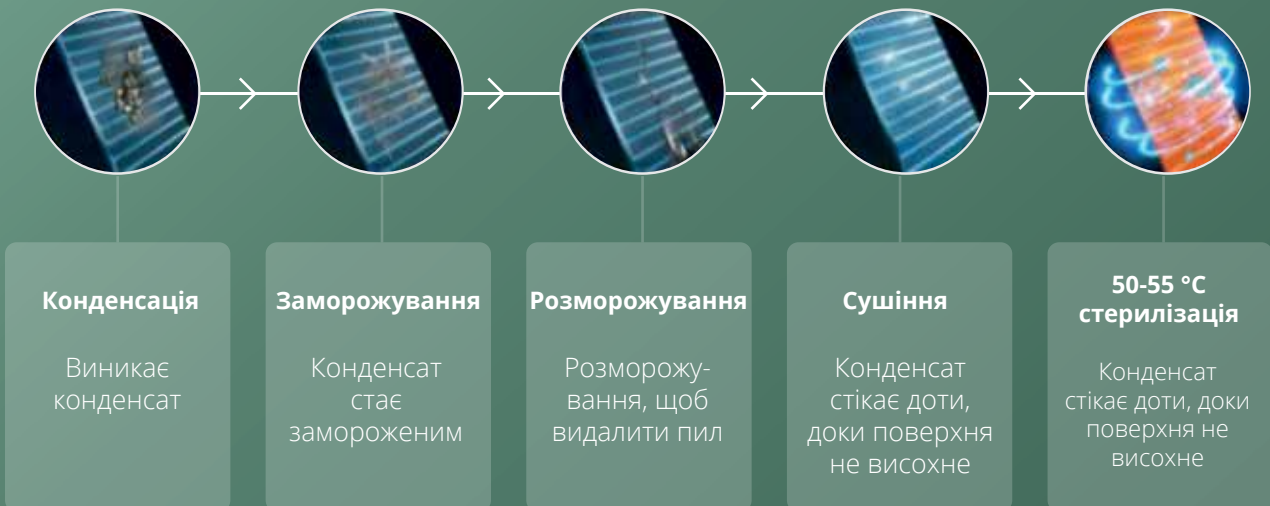 Конденсація
Виникає
конденсат
Заморожування
Конденсат
стає
замороженим
Розморожування
Розморожу-
вання, щоб
видалити пил
Сушіння
Конденсат
стікає доти,
доки поверхня
не висохне
50-55 °C
стерилізація
Конденсат
стікає доти, доки
поверхня не
висохне